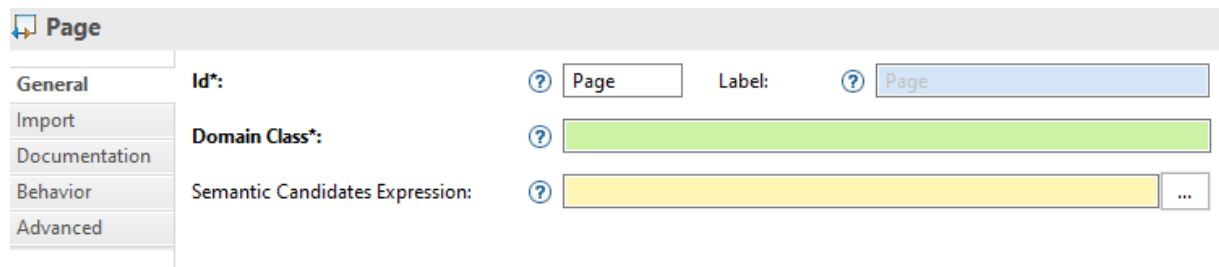 Page
General
Id*: ? Page Label: ? Page
Import
Domain Class*: ?
Documentation
Behavior
Semantic Candidates Expression: ? ...
Advanced